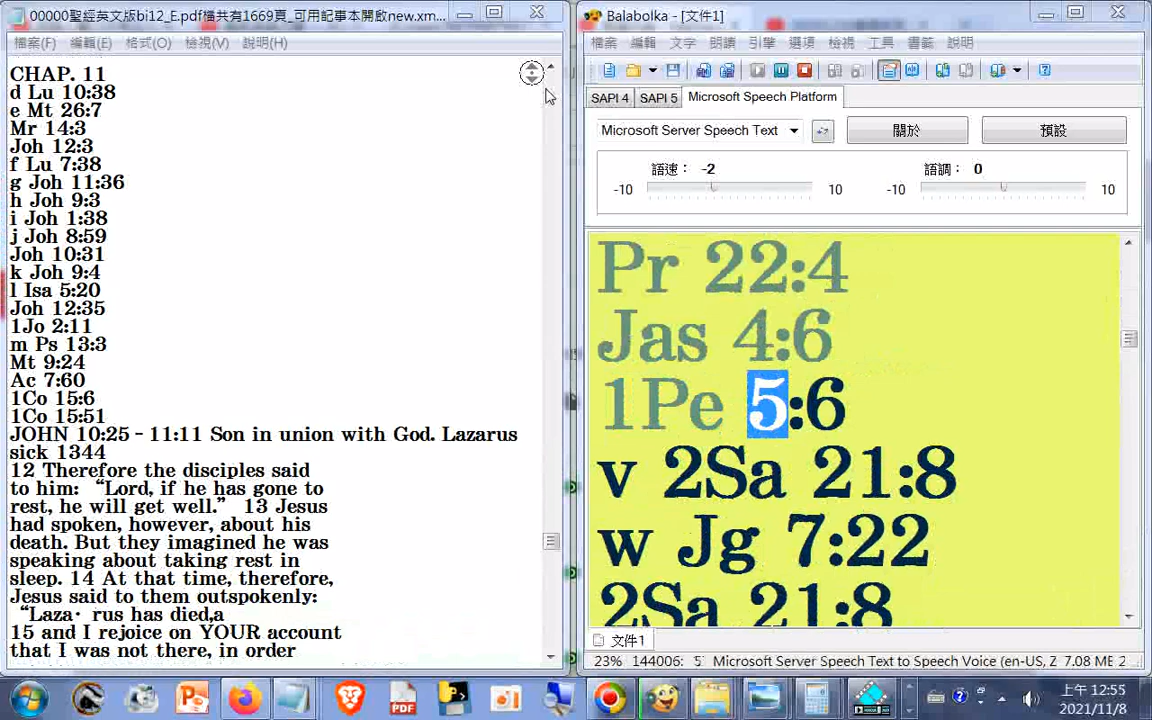 00000聖經英文版bi12_E.pdf檔共有1669頁_可用記事本開啟new.xm...
檔案(F) 編輯(E) 格式(O) 檢視(V) 說明(H)
CHAP. 11
d Lu 10:38
e Mt 26:7
Mr 14:3
Joh 12:3
f Lu 7:38
g Joh 11:36
h Joh 9:3
i Joh 1:38
j Joh 8:59
Joh 10:31
k Joh 9:4
l Isa 5:20
Joh 12:35
1Jo 2:11
m Ps 13:3
Mt 9:24
Ac 7:60
1Co 15:6
1Co 15:51
JOHN 10:25 - 11:11 Son in union with God. Lazarus
sick 1344
12 Therefore the disciples said
to him: “Lord, if he has gone to
rest, he will get well.” 13 Jesus
had spoken, however, about his
death. But they imagined he was
speaking about taking rest in
sleep. 14 At that time, therefore,
Jesus said to them outspokenly:
“Laza· rus has died,a
15 and I rejoice on YOUR account
that I was not there, in order
Balabolka - [文件1]
檔案 編輯 文字 朗讀 引擎 選項 檢視 工具 書籤 說明
SAPI 4 SAPI 5 Microsoft Speech Platform
Microsoft Server Speech Text 關於 預設
語速： -2 語調： 0
-10 10 -10 10
Pr 22:4
Jas 4:6
1Pe 5:6
v 2Sa 21:8
w Jg 7:22
2Sa 21:8
文件1
23% 144006: 5 Microsoft Server Speech Text to Speech Voice (en-US, Z 7.08 ME 2
PDF
上午 12:55
2021/11/8